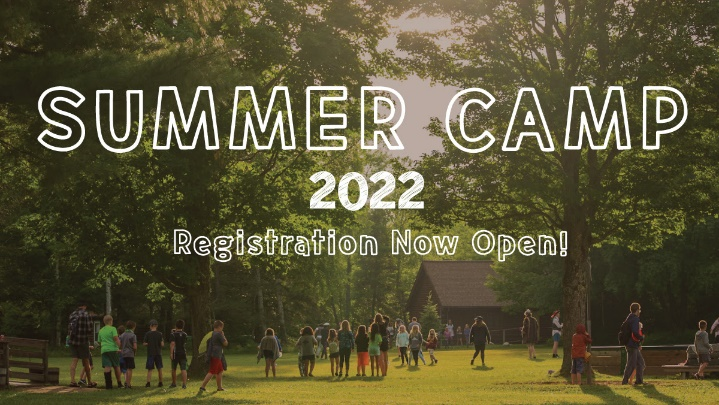 SUMMER CAMP
2022
Registration Now Open!